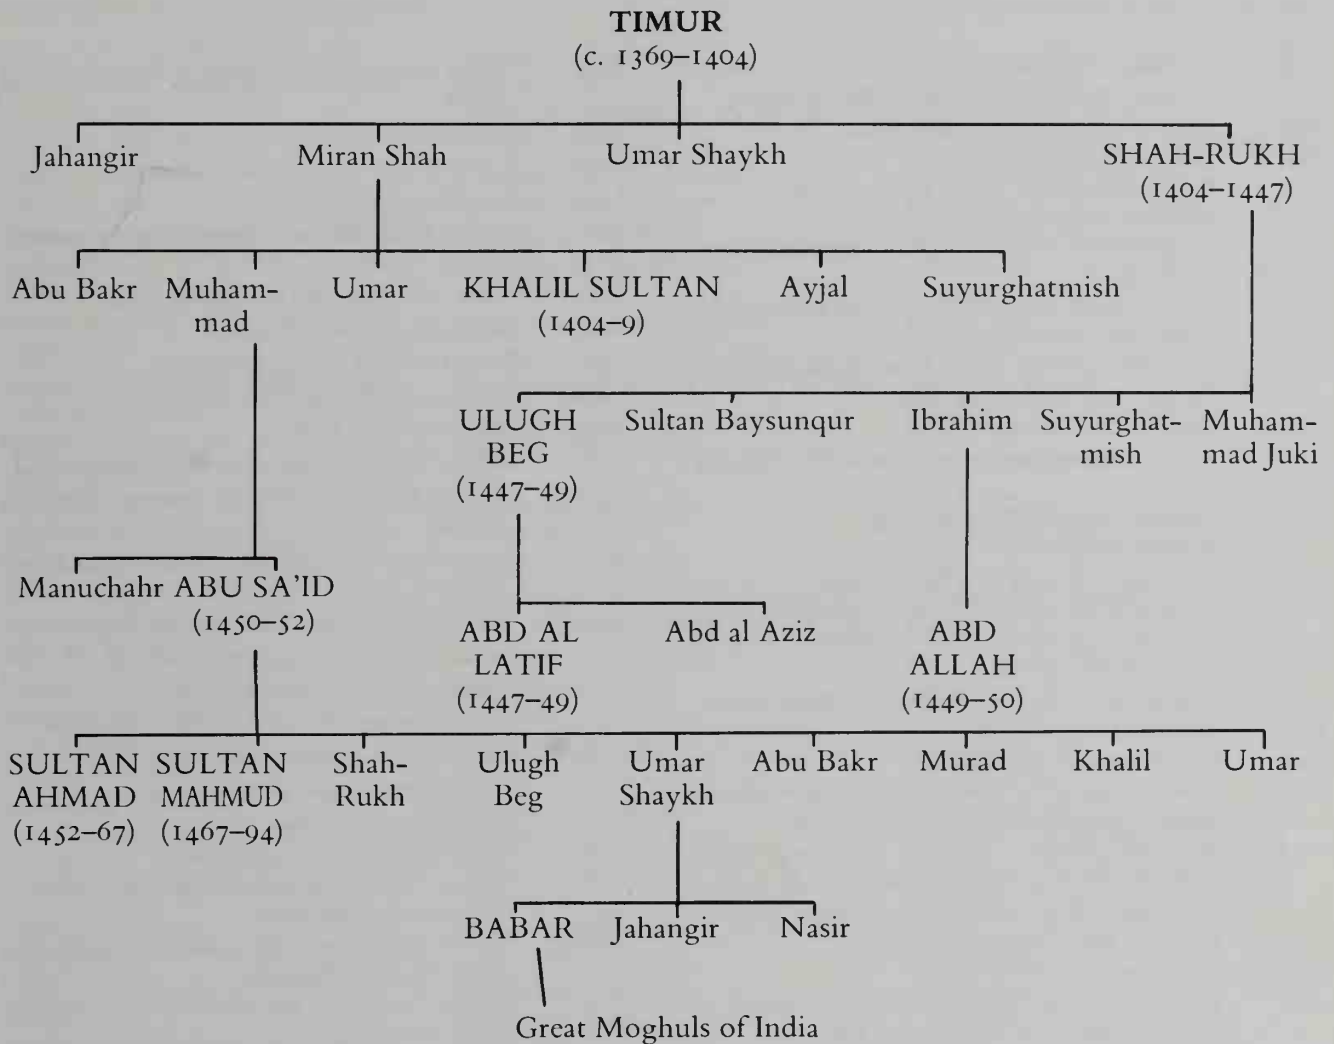 TIMUR
(c. 1369–1404)
Jahangir Miran Shah Umar Shaykh SHAH-RUKH
(1404–1447)
Abu Bakr Muham- Umar KHALIL SULTAN Ayjal Suyurghatmish
mad (1404–9)
ULUGH Sultan Baysunqur Ibrahim Suyurghat- Muham-
BEG mish mad Juki
(1447–49)
Manuchahr ABU SA'ID
(1450–52)
ABD AL Abd al Aziz ABD
LATIF ALLAH
(1447–49) (1449–50)
SULTAN SULTAN Shah- Ulugh Umar Abu Bakr Murad Khalil Umar
AHMAD MAHMUD Rukh Beg Shaykh
(1452–67) (1467–94)
BABAR Jahangir Nasir
Great Moghuls of India